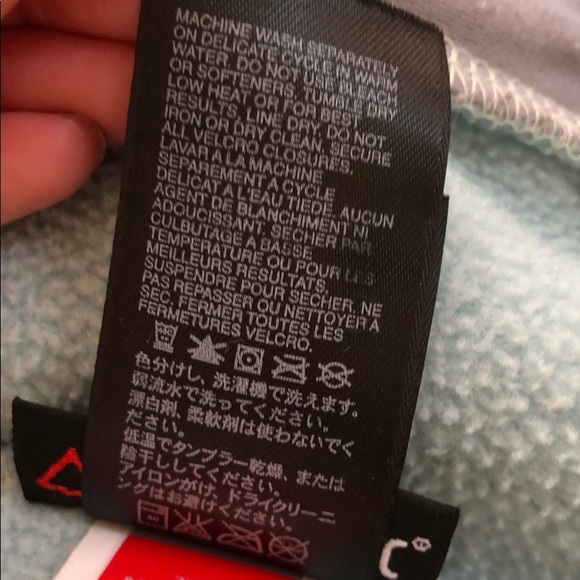 MACHINE WASH SEPARATELY
ON DELICATE CYCLE IN WARM
WATER. DO NOT USE BLEACH
OR SOFTENERS. TUMBLE DRY
LOW HEAT OR FOR BEST
RESULTS, LINE DRY. DO NOT
IRON OR DRY CLEAN. SECURE
ALL VELCRO CLOSURES.
LAVAR A LA MACHINE
SEPAREMENT A CYCLE
DELICAT A L'EAU TIEDE. AUCUN
AGENT DE BLANCHIMENT NI
ADOUCISSANT. SECHER PAR
CULBUTAGE A BASSE
TEMPERATURE OU POUR LES
MEILLEURS RESULTATS,
SUSPENDRE POUR SECHER. NE
PAS REPASSER OU NETTOYER A
SEC. FERMER TOUTES LES
FERMETURES VELCRO.
色分けし、洗濯機で洗えます。
弱流水で洗ってください。
漂白剤、柔軟剤は使わないでく
ださい。
低温でタンブラー乾燥、または
陰干ししてください。
アイロンがけ、ドライクリーニ
ングはお避けください。
C®